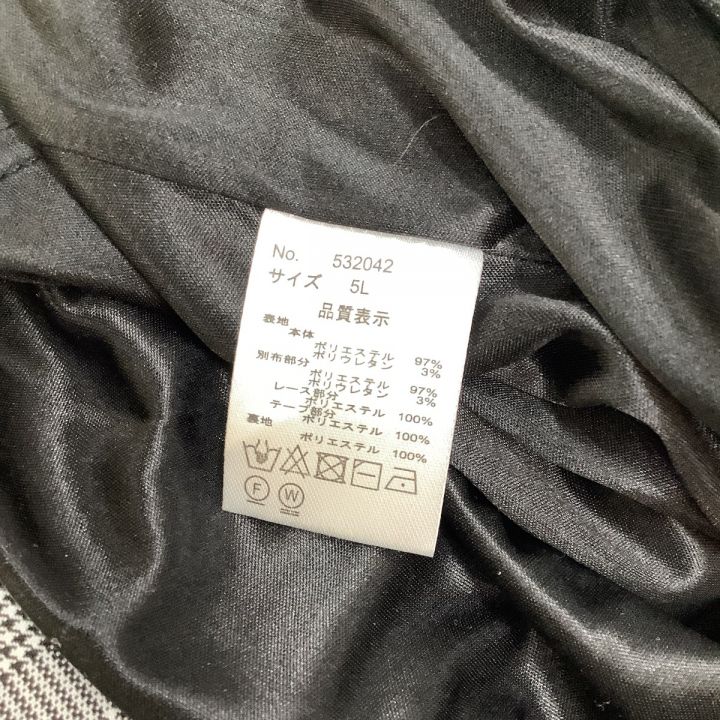 No. 532042
サイズ 5L
品質表示
表地
本体
ポリエステル 97%
ポリウレタン 3%
別布部分
ポリエステル 97%
ポリウレタン 3%
レース部分
ポリエステル 100%
テープ部分
ポリエステル 100%
裏地
ポリエステル 100%
F W